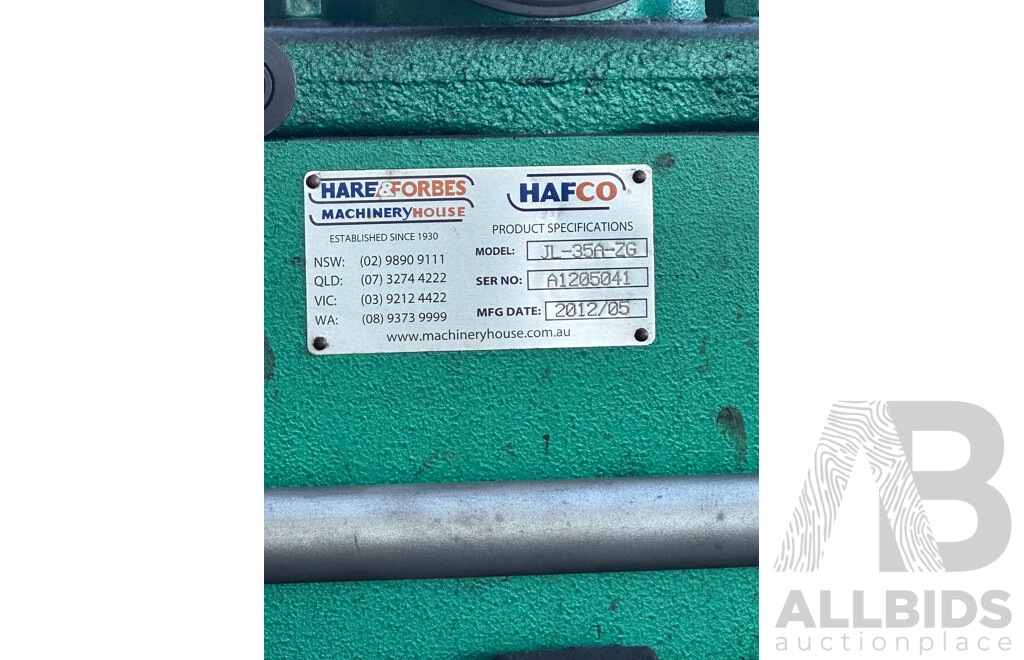 HARE&FORBES
MACHINERYHOUSE
ESTABLISHED SINCE 1930
NSW: (02) 9890 9111
QLD: (07) 3274 4222
VIC: (03) 9212 4422
WA: (08) 9373 9999
HAFCO
PRODUCT SPECIFICATIONS
MODEL: JL-35A-ZG
SER NO: A1205041
MFG DATE: 2012/05
www.machineryhouse.com.au
AB
ALLBIDS
auctionplace